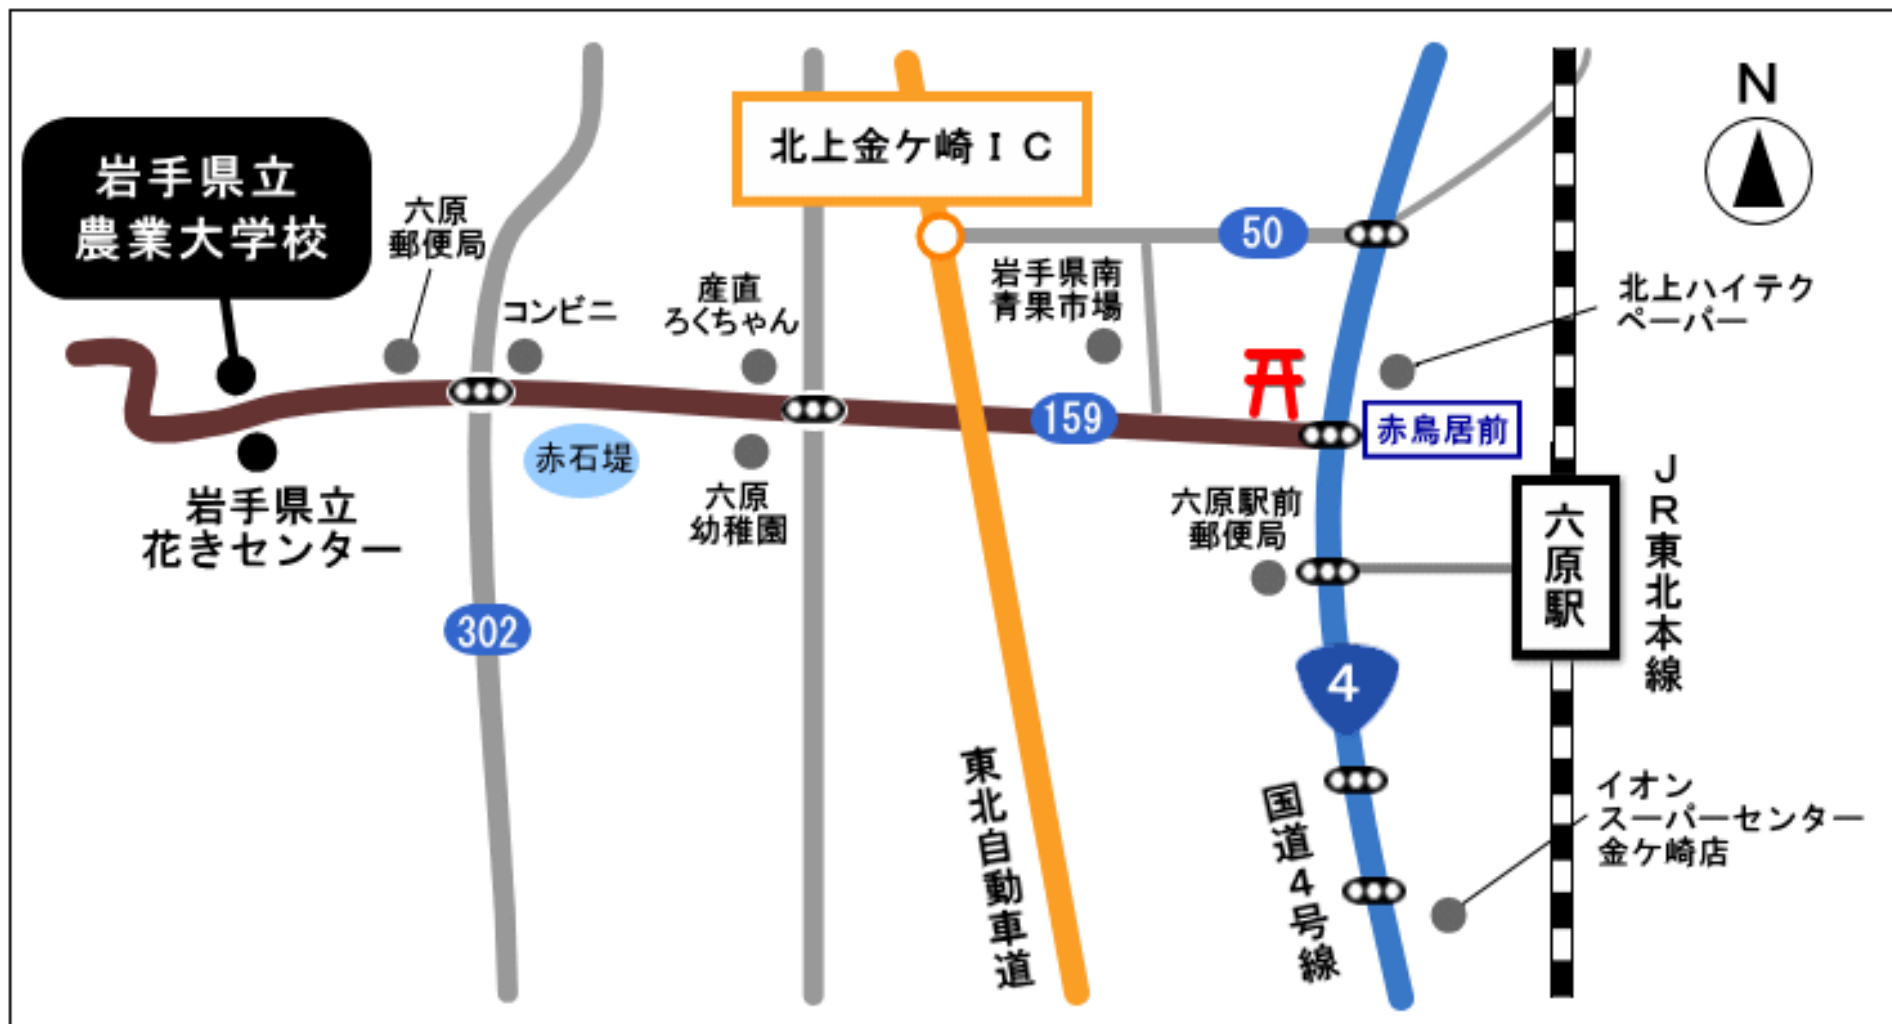 N
北上金ケ崎ＩＣ
岩手県立
農業大学校
六原
郵便局
50
岩手県南
青果市場
産直
ろくちゃん
コンビニ
北上ハイテク
ペーパー
159
赤鳥居前
赤石堤
岩手県立
花きセンター
六原
幼稚園
六原駅前
郵便局
六原駅
ＪＲ東北本線
302
4
東北自動車道
国道4号線
イオン
スーパーセンター
金ケ崎店